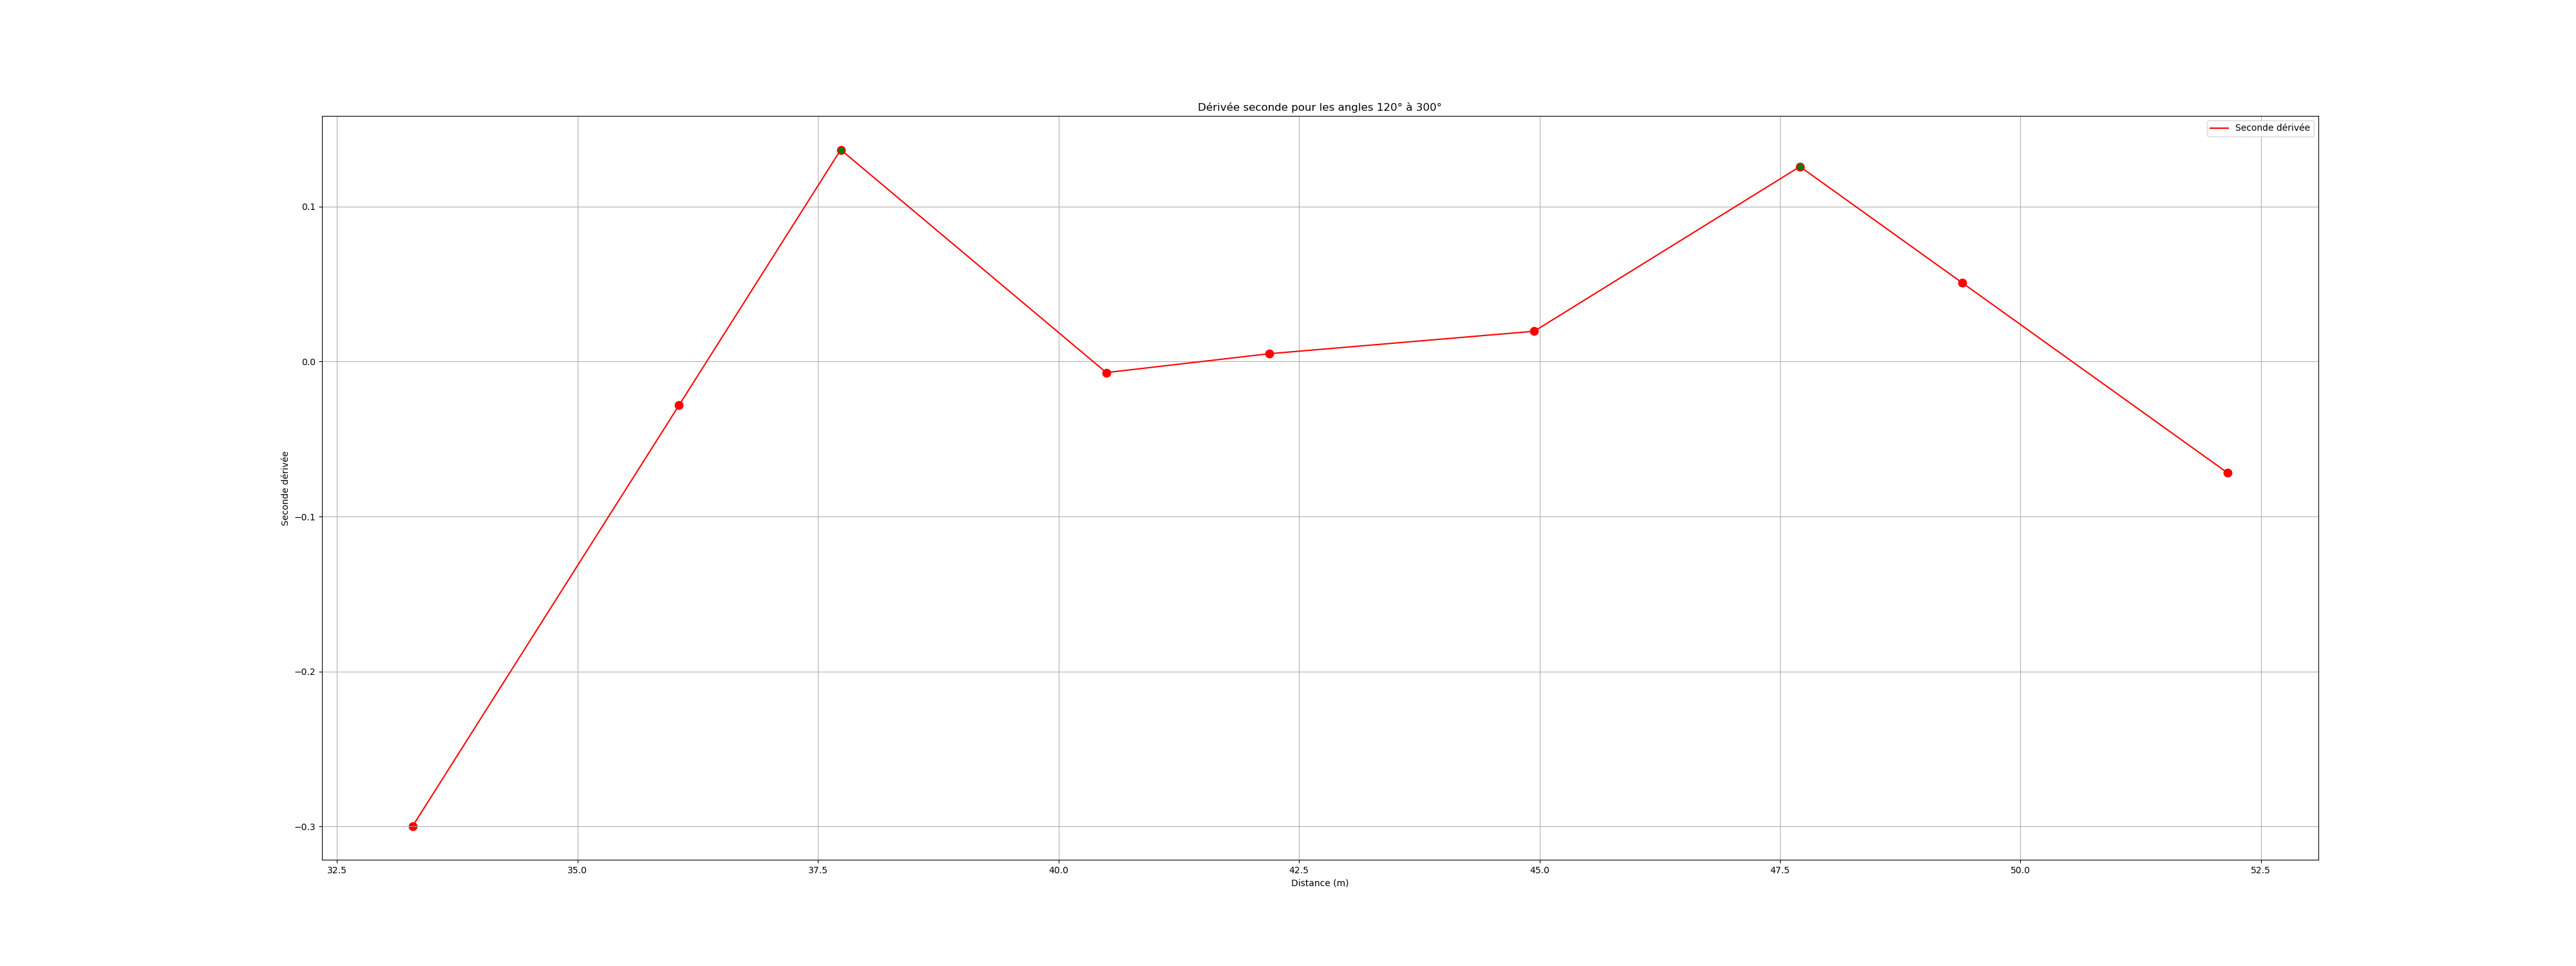 Dérivée seconde pour les angles 120° à 300°
Seconde dérivée
0.1
0.0
−0.1
−0.2
−0.3
Seconde dérivée
32.5 35.0 37.5 40.0 42.5 45.0 47.5 50.0 52.5
Distance (m)